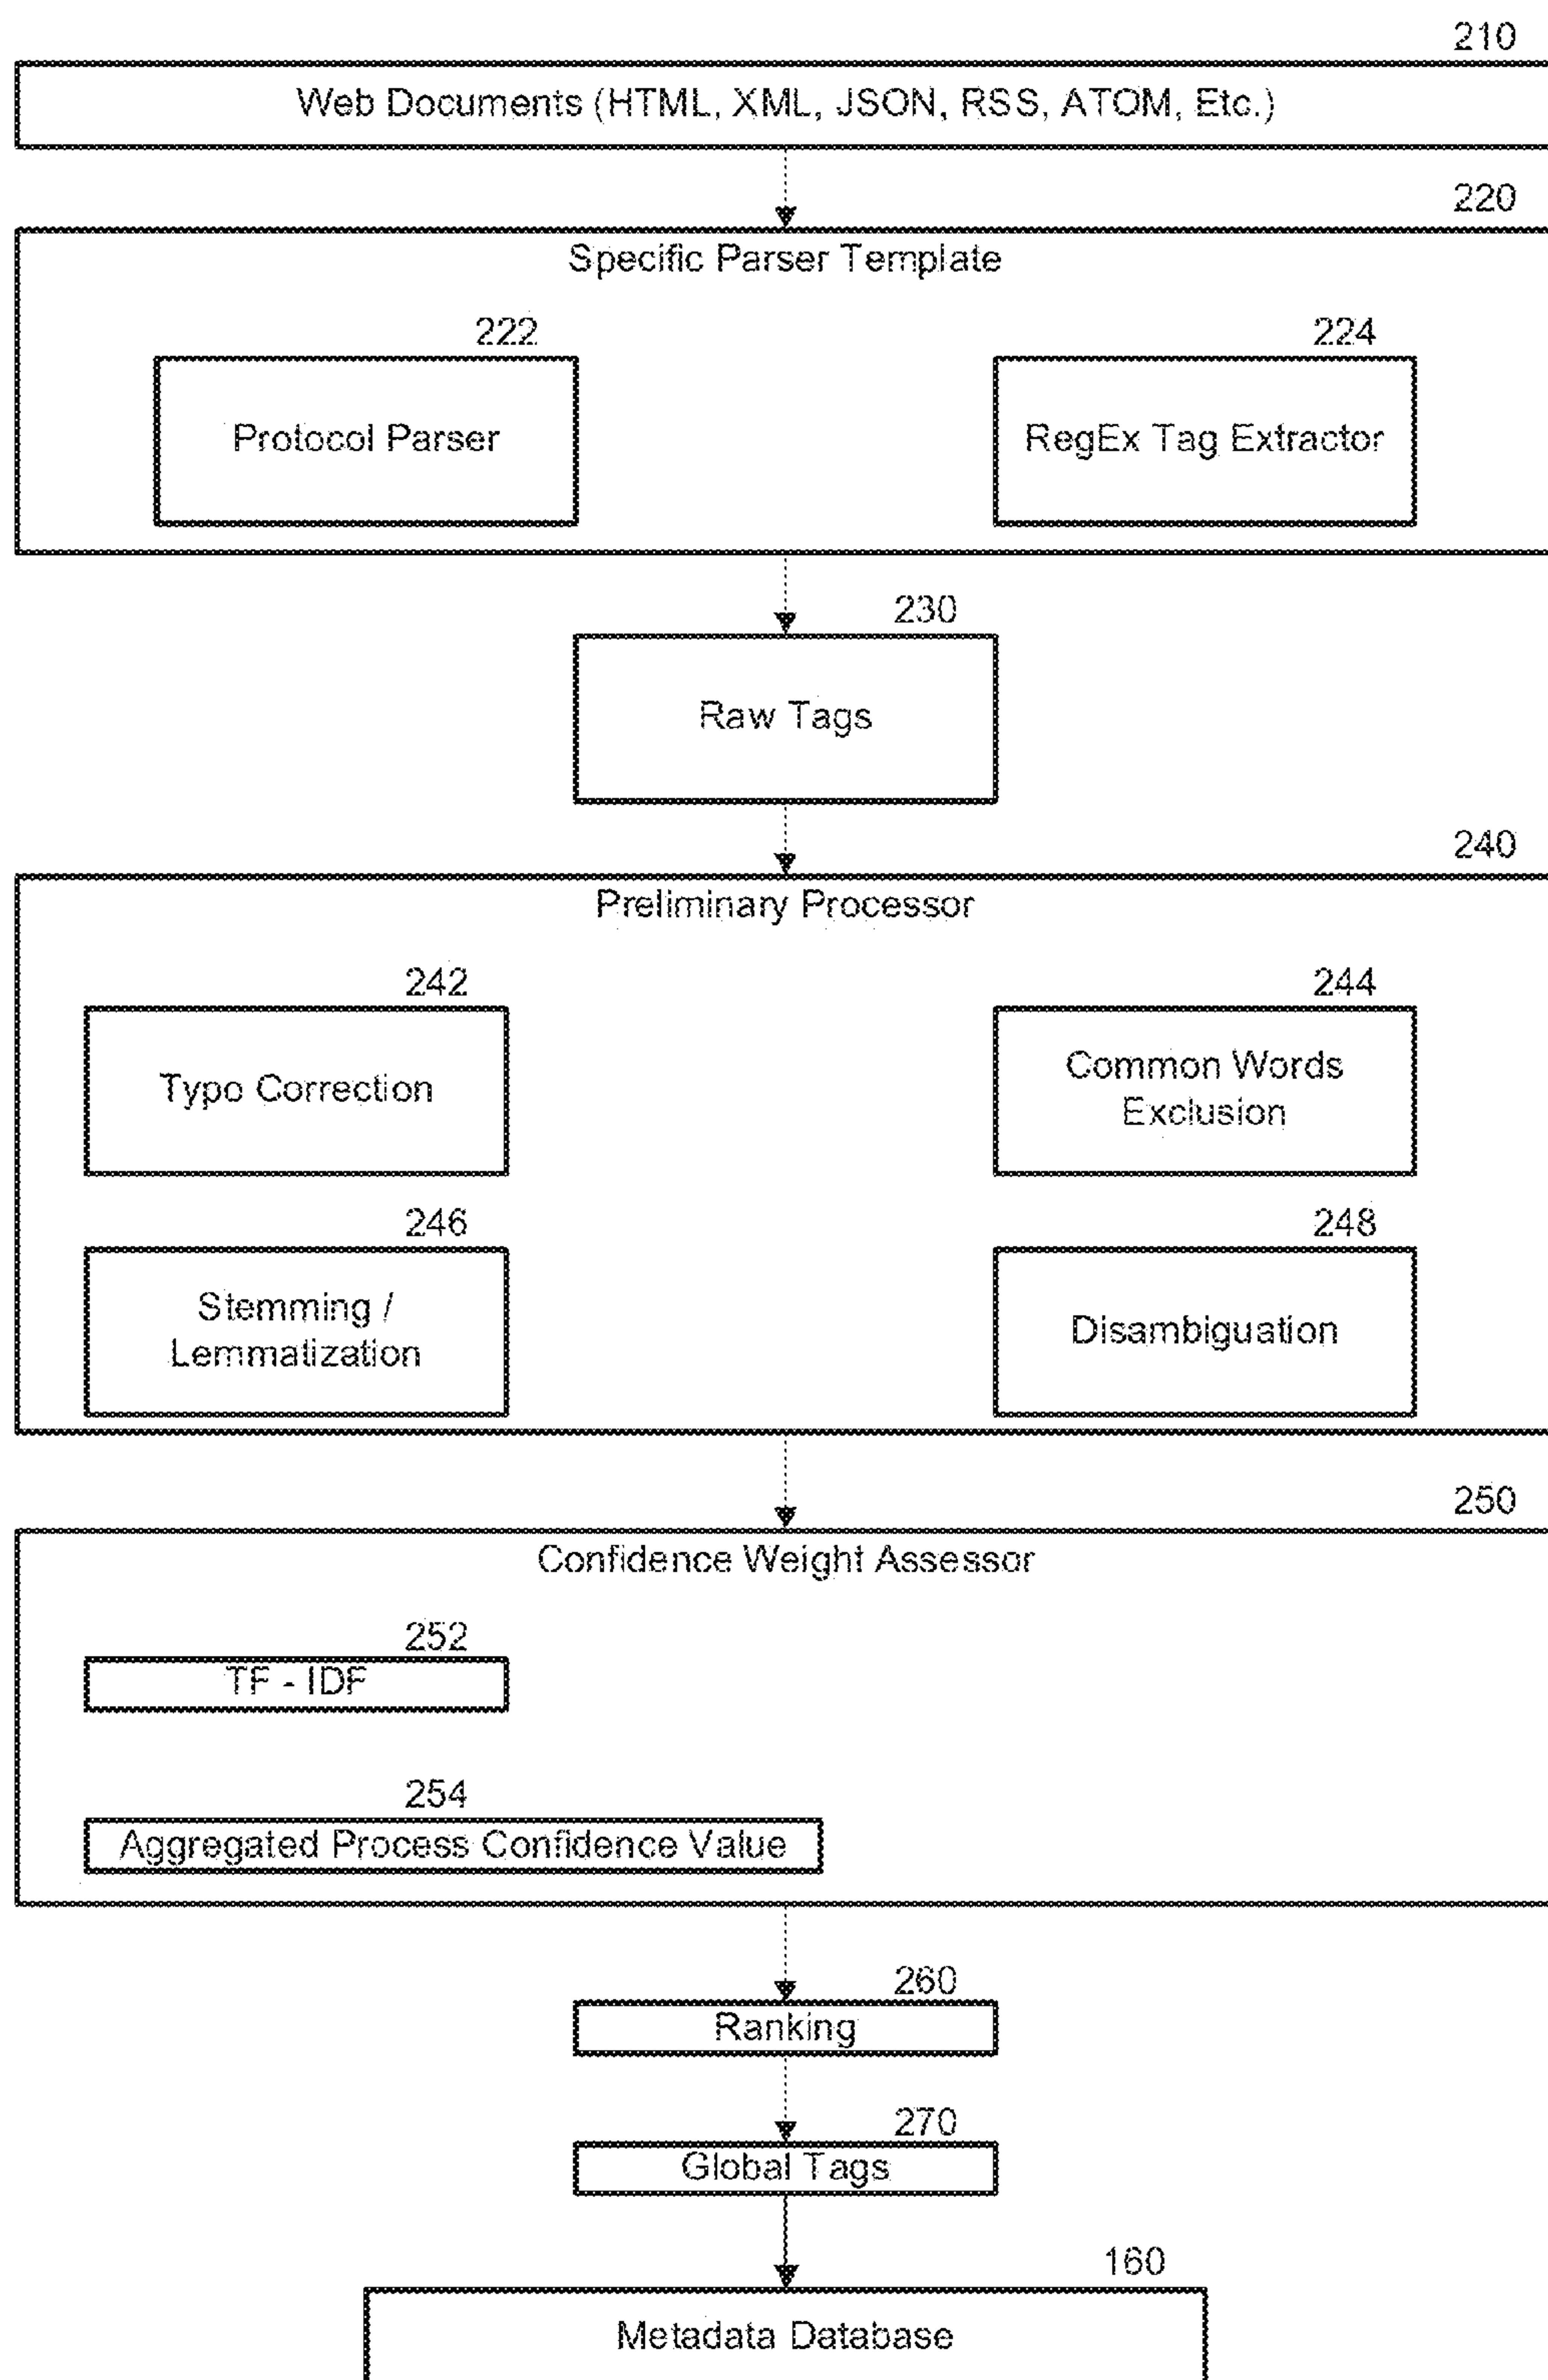 210
Web Documents (HTML, XML, JSON, RSS, ATOM, Etc.)
220
Specific Parser Template
222
224
Protocol Parser
RegEx Tag Extractor
230
Raw Tags
240
Preliminary Processor
242
244
Typo Correction
Common Words
Exclusion
246
248
Stemming /
Lemmatization
Disambiguation
250
Confidence Weight Assessor
252
TF - IDF
254
Aggregated Process Confidence Value
260
Ranking
270
Global Tags
160
Metadata Database